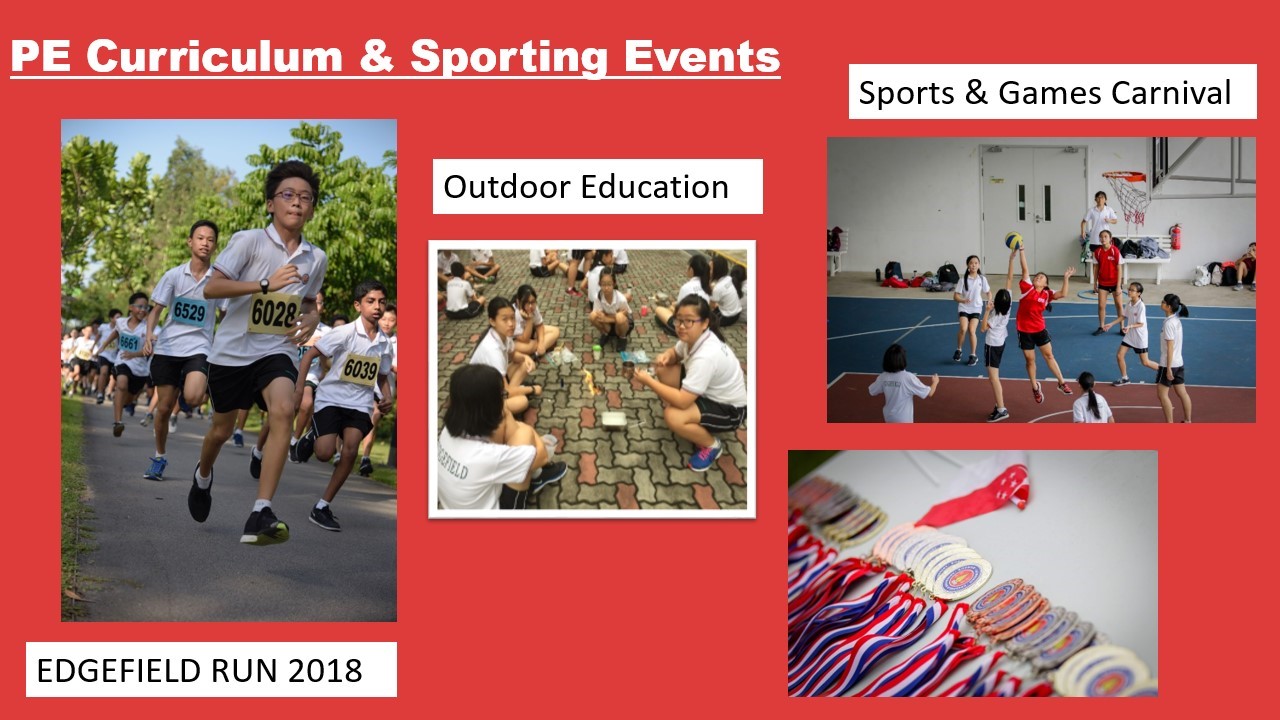 PE Curriculum & Sporting Events
Sports & Games Carnival
Outdoor Education
6529
6028
6661
6039
EDGEFIELD
EDGEFIELD RUN 2018